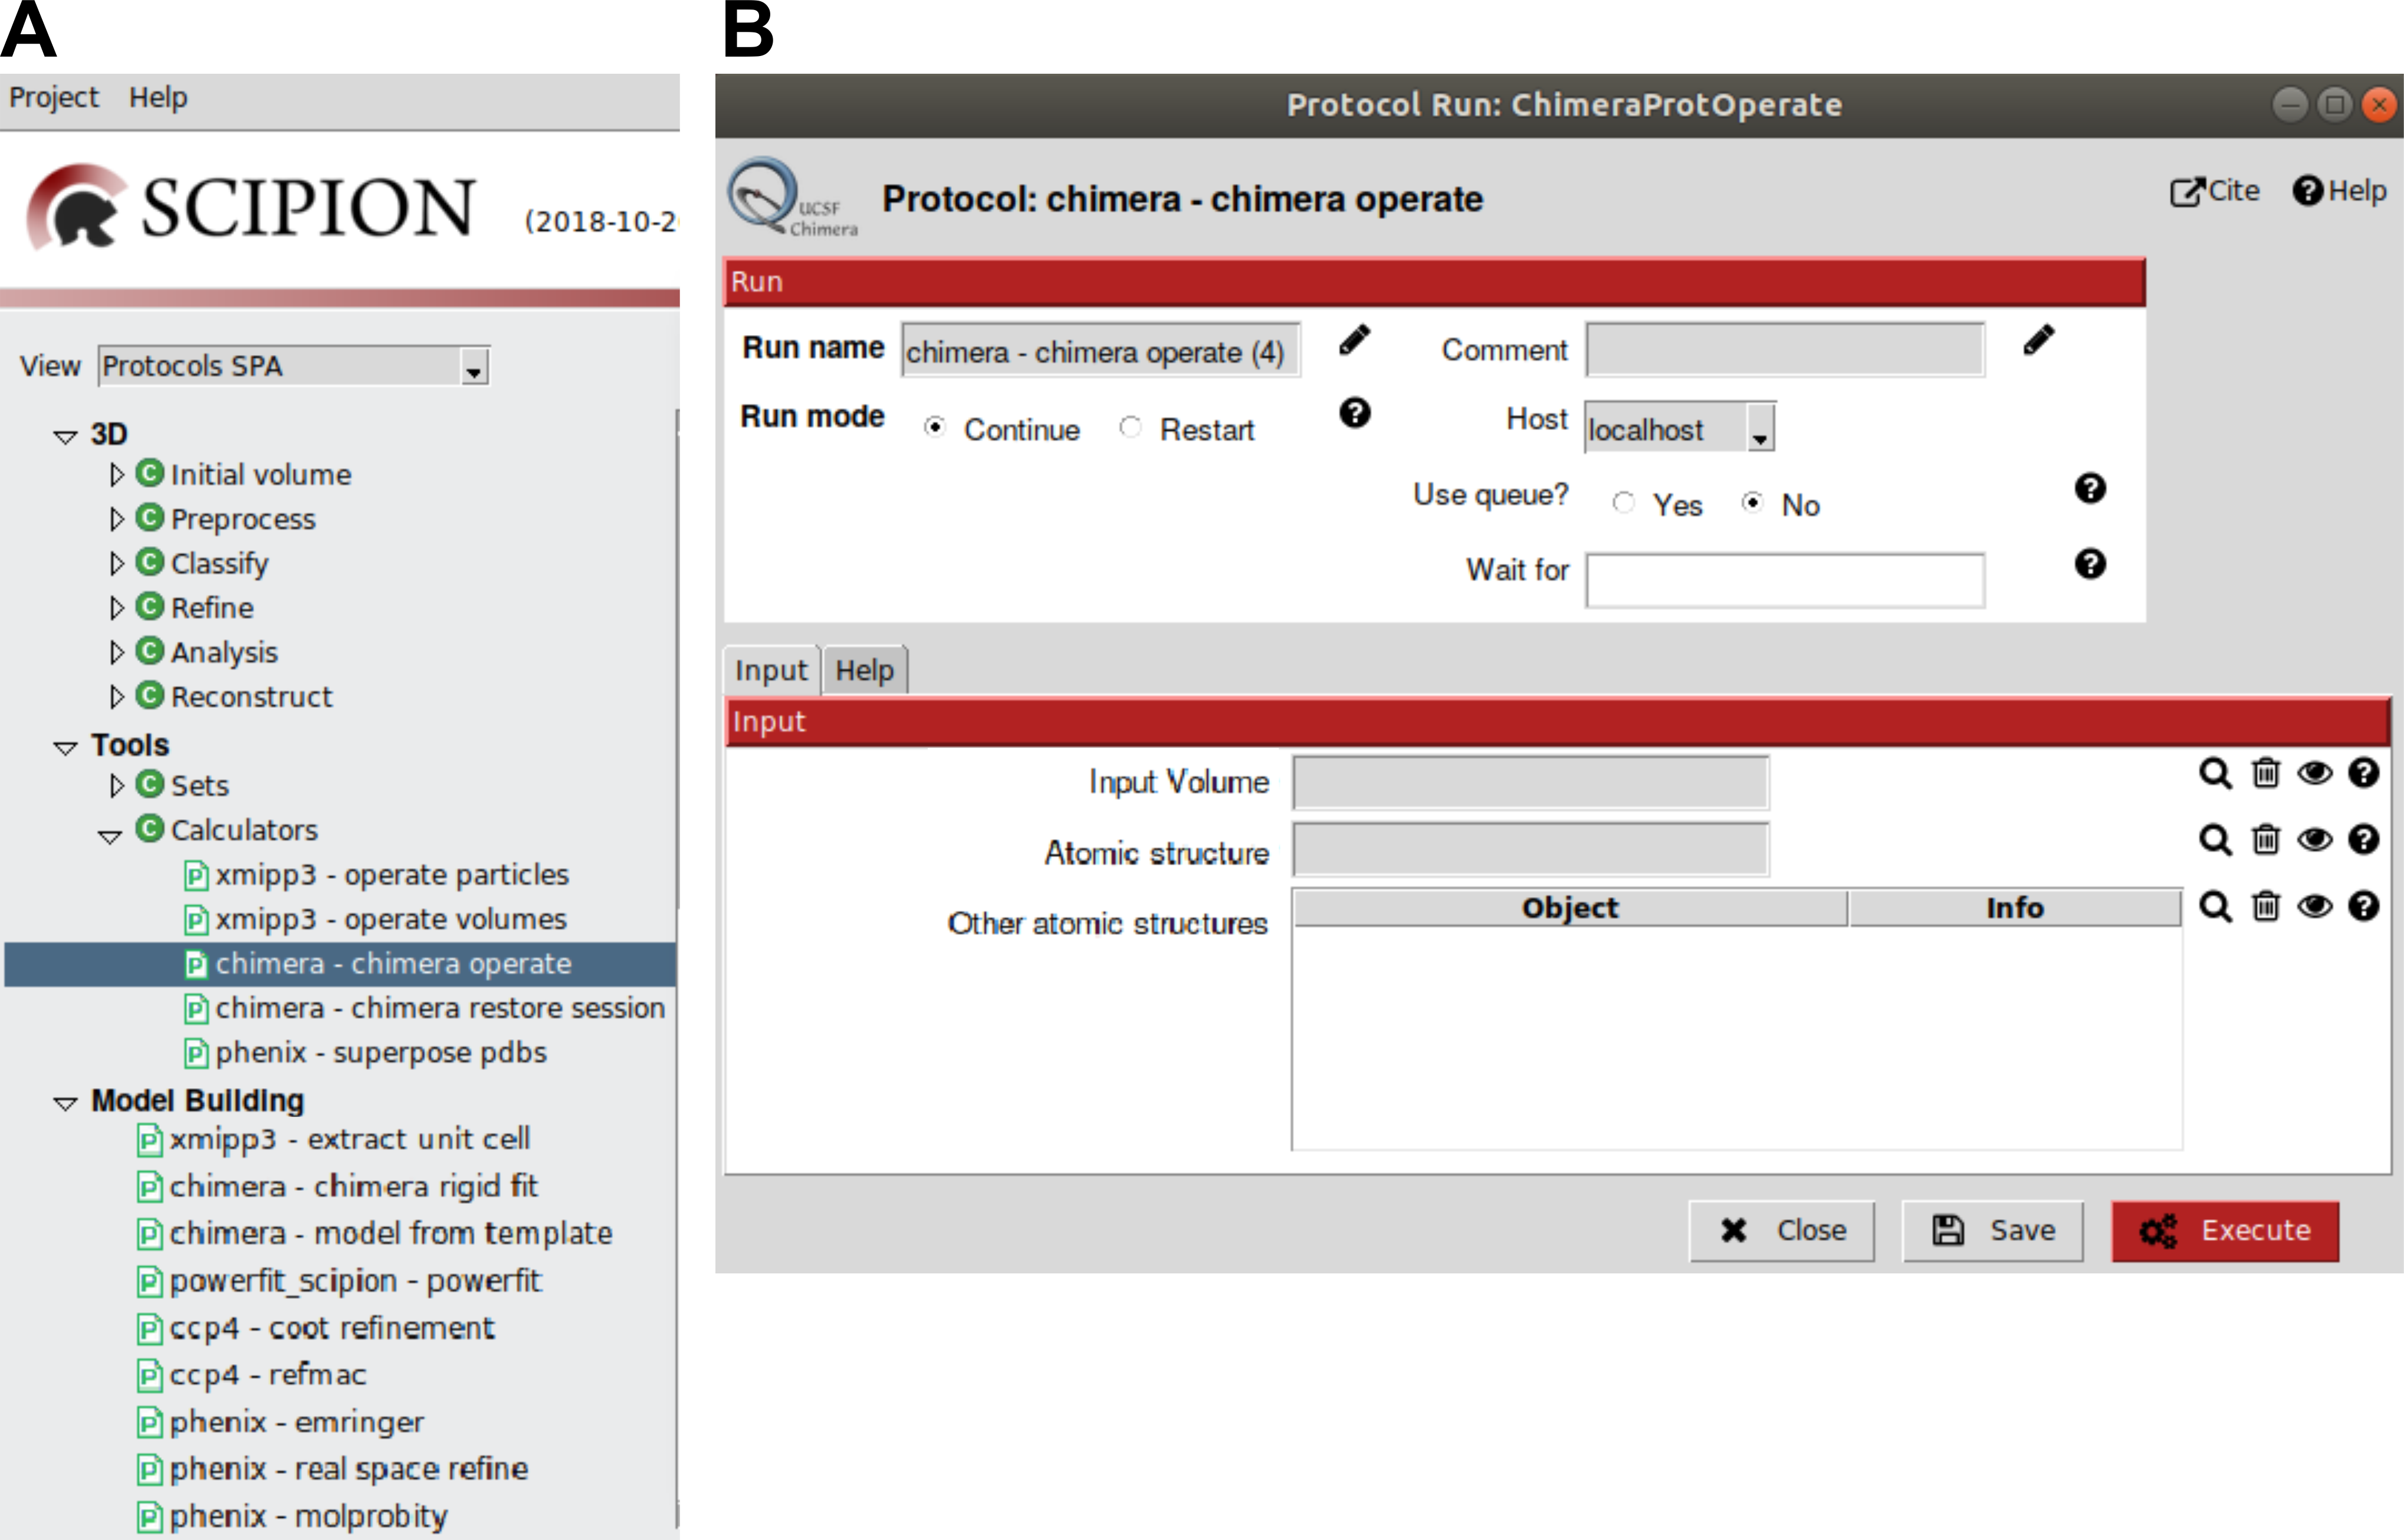 A
Project Help
SCIPION (2018-10-2
View Protocols SPA
3D
C Initial volume
C Preprocess
C Classify
C Refine
C Analysis
C Reconstruct
Tools
C Sets
C Calculators
P xmipp3 - operate particles
P xmipp3 - operate volumes
P chimera - chimera operate
P chimera - chimera restore session
P phenix - superpose pdbs
Model Building
P xmipp3 - extract unit cell
P chimera - chimera rigid fit
P chimera - model from template
P powerfit_scipion - powerfit
P ccp4 - coot refinement
P ccp4 - refmac
P phenix - emringer
P phenix - real space refine
P phenix - molprobity
B
Protocol Run: ChimeraProtOperate
UCSF
Chimera
Protocol: chimera - chimera operate
Cite ? Help
Run
Run name chimera - chimera operate (4) Comment
Run mode Continue Restart ? Host localhost
Use queue? Yes No ?
Wait for ?
Input Help
Input
Input Volume ?
Atomic structure ?
Other atomic structures Object Info ?
Close Save Execute